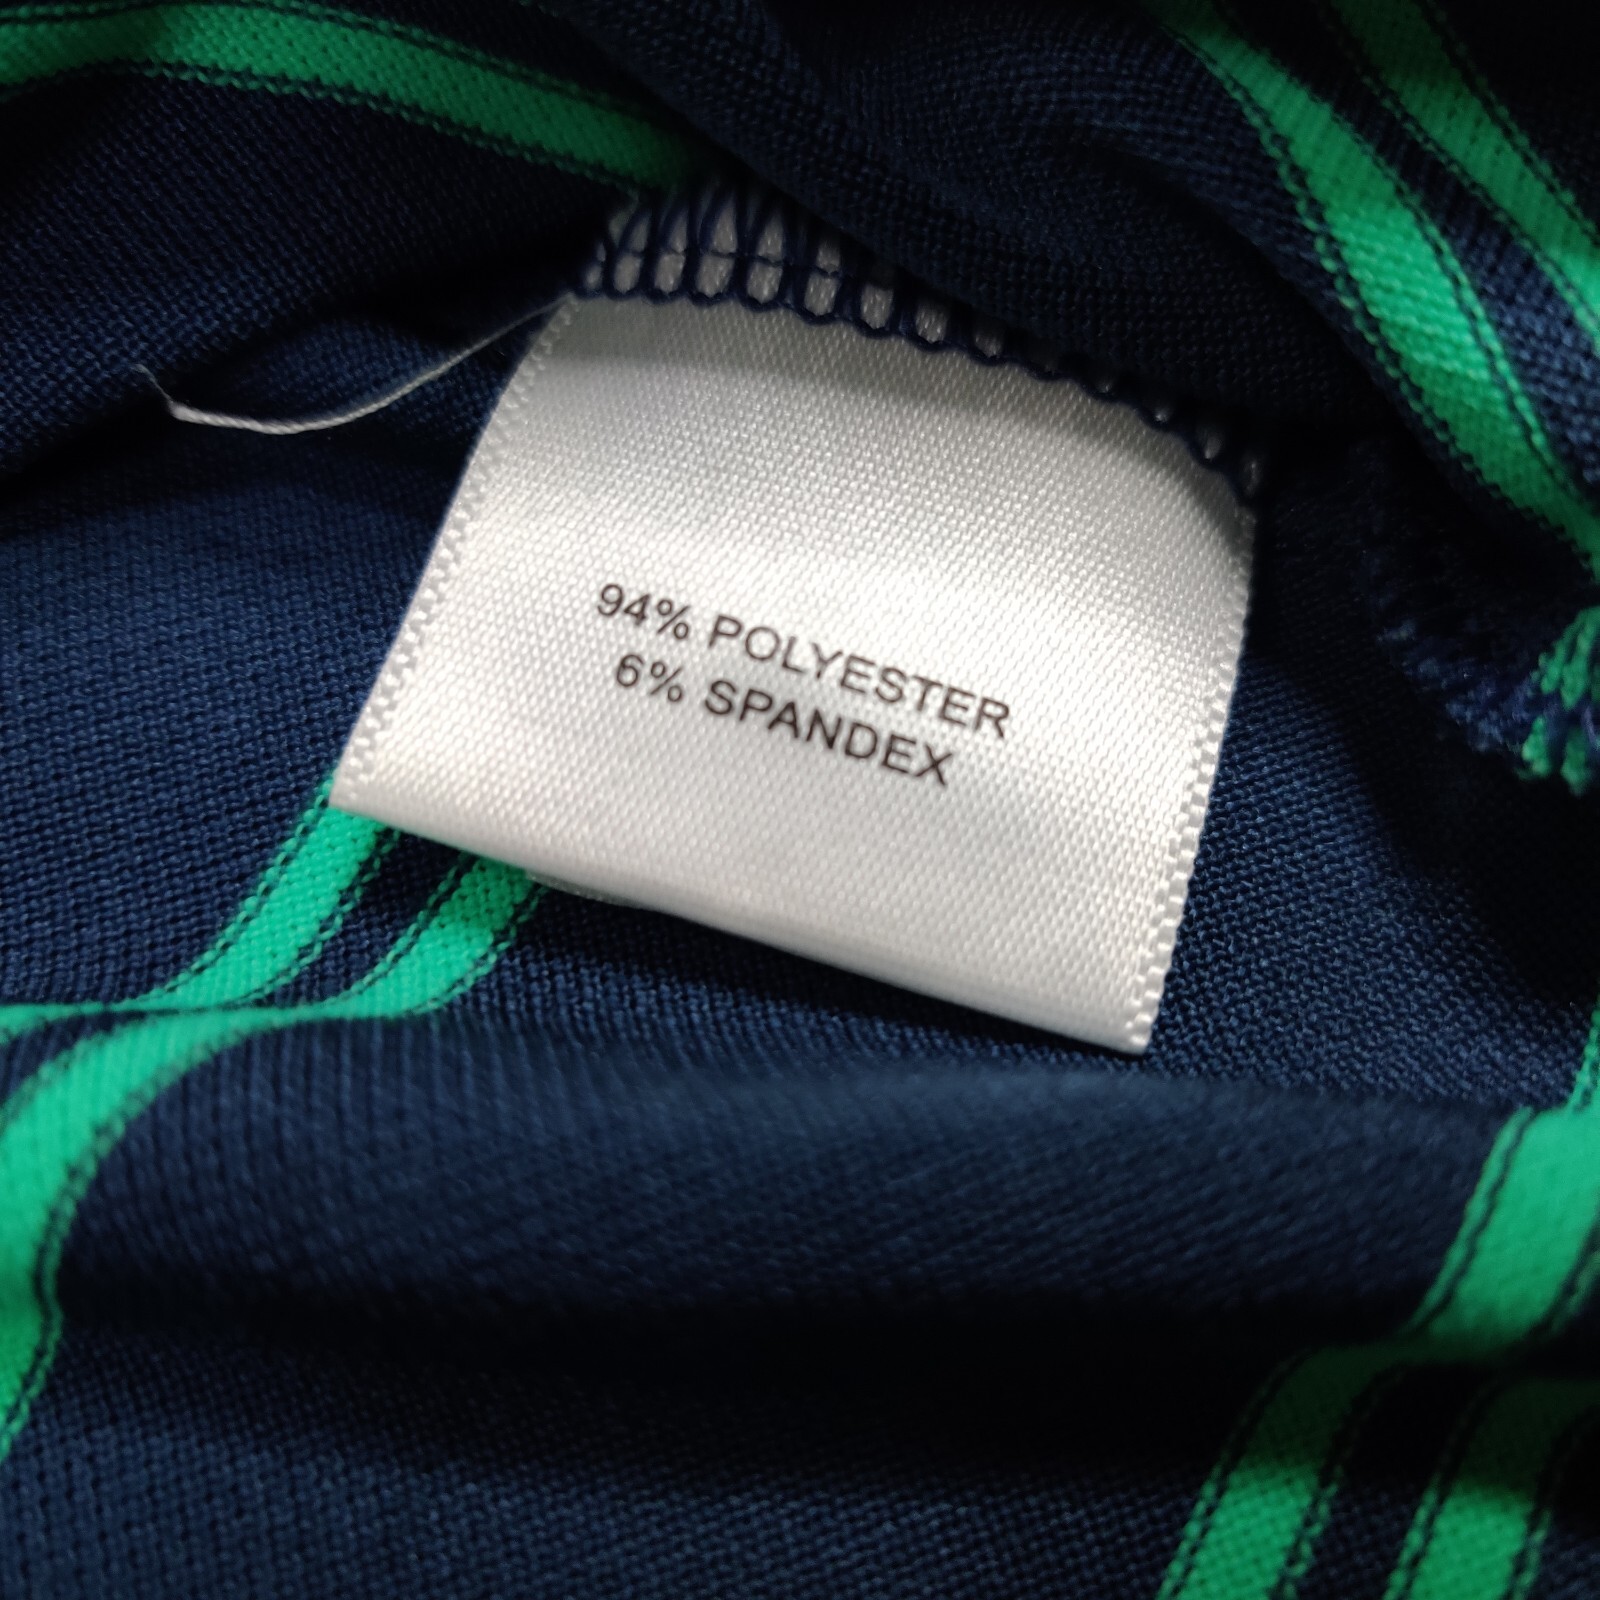 94% POLYESTER
6% SPANDEX